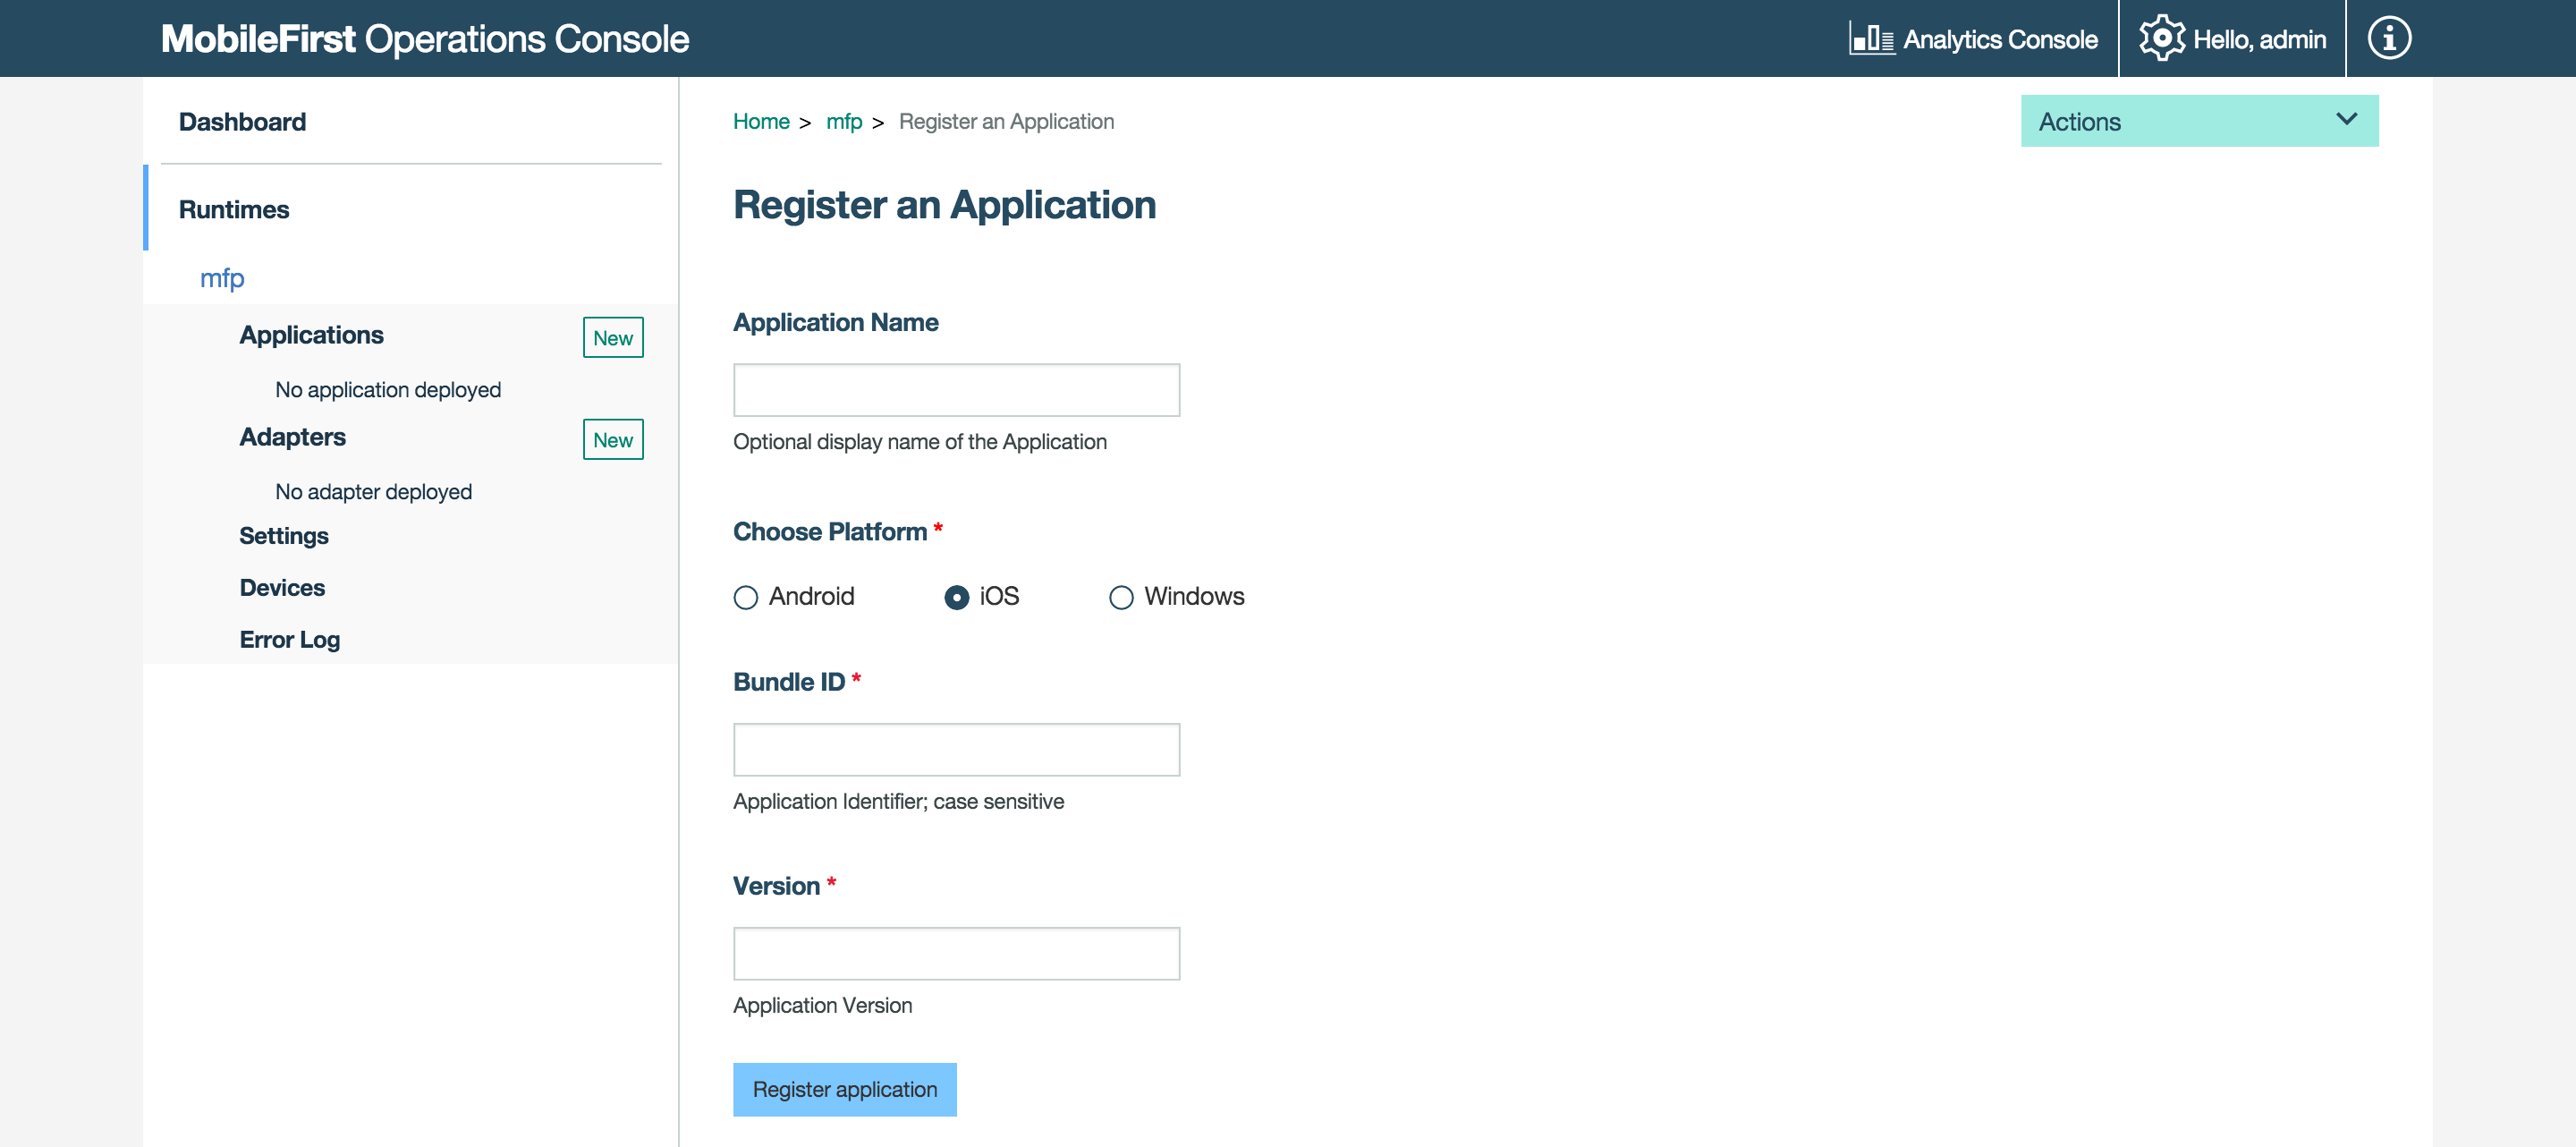 MobileFirst Operations Console
Analytics Console
Hello, admin
Dashboard
Runtimes
mfp
Applications
New
No application deployed
Adapters
New
No adapter deployed
Settings
Devices
Error Log
Home > mfp > Register an Application
Actions
Register an Application
Application Name
Optional display name of the Application
Choose Platform *
Android iOS Windows
Bundle ID *
Application Identifier; case sensitive
Version *
Application Version
Register application